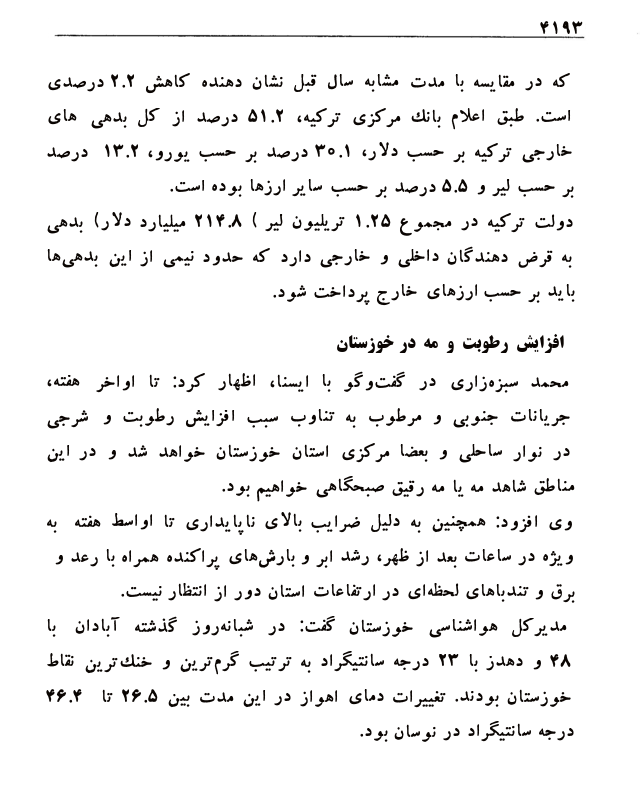 ۴۱۹۳
که در مقایسه با مدت مشابه سال قبل نشان دهنده کاهش ۲.۲ درصدی
است. طبق اعلام بانك مرکزی ترکیه، ۵۱.۲ درصد از کل بدهی های
خارجی ترکیه بر حسب دلار، ۳۰.۱ درصد بر حسب یورو، ۱۳.۲ درصد
بر حسب لیر و ۵.۵ درصد بر حسب سایر ارزها بوده است.
دولت ترکیه در مجموع ۱.۲۵ تریلیون لیر ) ۲۱۴.۸ میلیارد دلار) بدهی
به قرض دهندگان داخلی و خارجی دارد که حدود نیمی از این بدهی‌ها
باید بر حسب ارزهای خارج پرداخت شود.
افزایش رطوبت و مه در خوزستان
محمد سبزه‌زاری در گفت‌وگو با ایسنا، اظهار کرد: تا اواخر هفته،
جریانات جنوبی و مرطوب به تناوب سبب افزایش رطوبت و شرجی
در نوار ساحلی و بعضا مرکزی استان خوزستان خواهد شد و در این
مناطق شاهد مه یا مه رقیق صبحگاهی خواهیم بود.
وی افزود: همچنین به دلیل ضرایب بالای ناپایداری تا اواسط هفته به
ویژه در ساعات بعد از ظهر، رشد ابر و بارش‌های پراکنده همراه با رعد و
برق و تندبادهای لحظه‌ای در ارتفاعات استان دور از انتظار نیست.
مدیرکل هواشناسی خوزستان گفت: در شبانه‌روز گذشته آبادان با
۴۸ و دهدز با ۲۳ درجه سانتیگراد به ترتیب گرم‌ترین و خنك‌ترین نقاط
خوزستان بودند. تغییرات دمای اهواز در این مدت بین ۲۶.۵ تا ۴۶.۴
درجه سانتیگراد در نوسان بود.